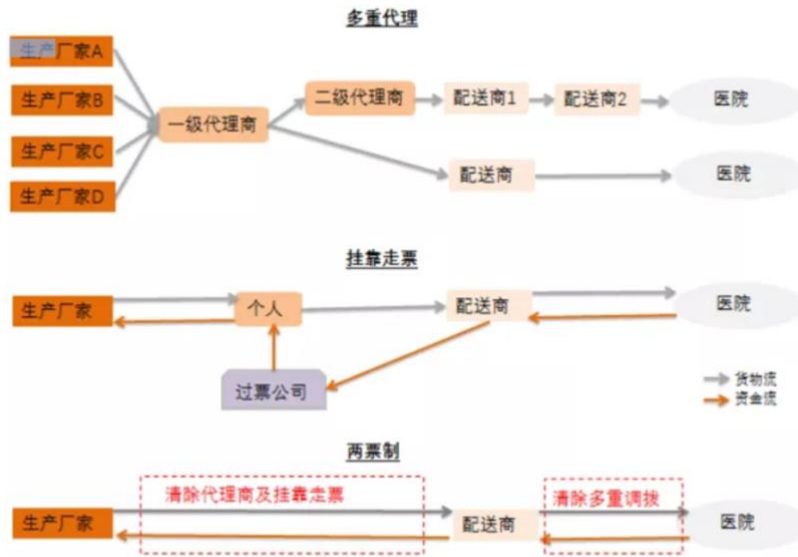 多重代理
生产厂家A
生产厂家B
生产厂家C
生产厂家D
一级代理商
二级代理商
配送商1
配送商2
医院
配送商
医院
挂靠走票
生产厂家
个人
配送商
医院
过票公司
货物流
资金流
两票制
清除代理商及挂靠走票
清除多重调拨
生产厂家
配送商
医院